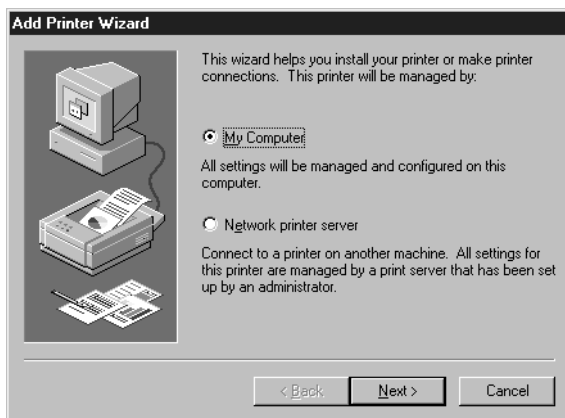 Add Printer Wizard
This wizard helps you install your printer or make printer
connections. This printer will be managed by:
My Computer
All settings will be managed and configured on this
computer.
Network printer server
Connect to a printer on another machine. All settings for
this printer are managed by a print server that has been set
up by an administrator.
< Back
Next >
Cancel